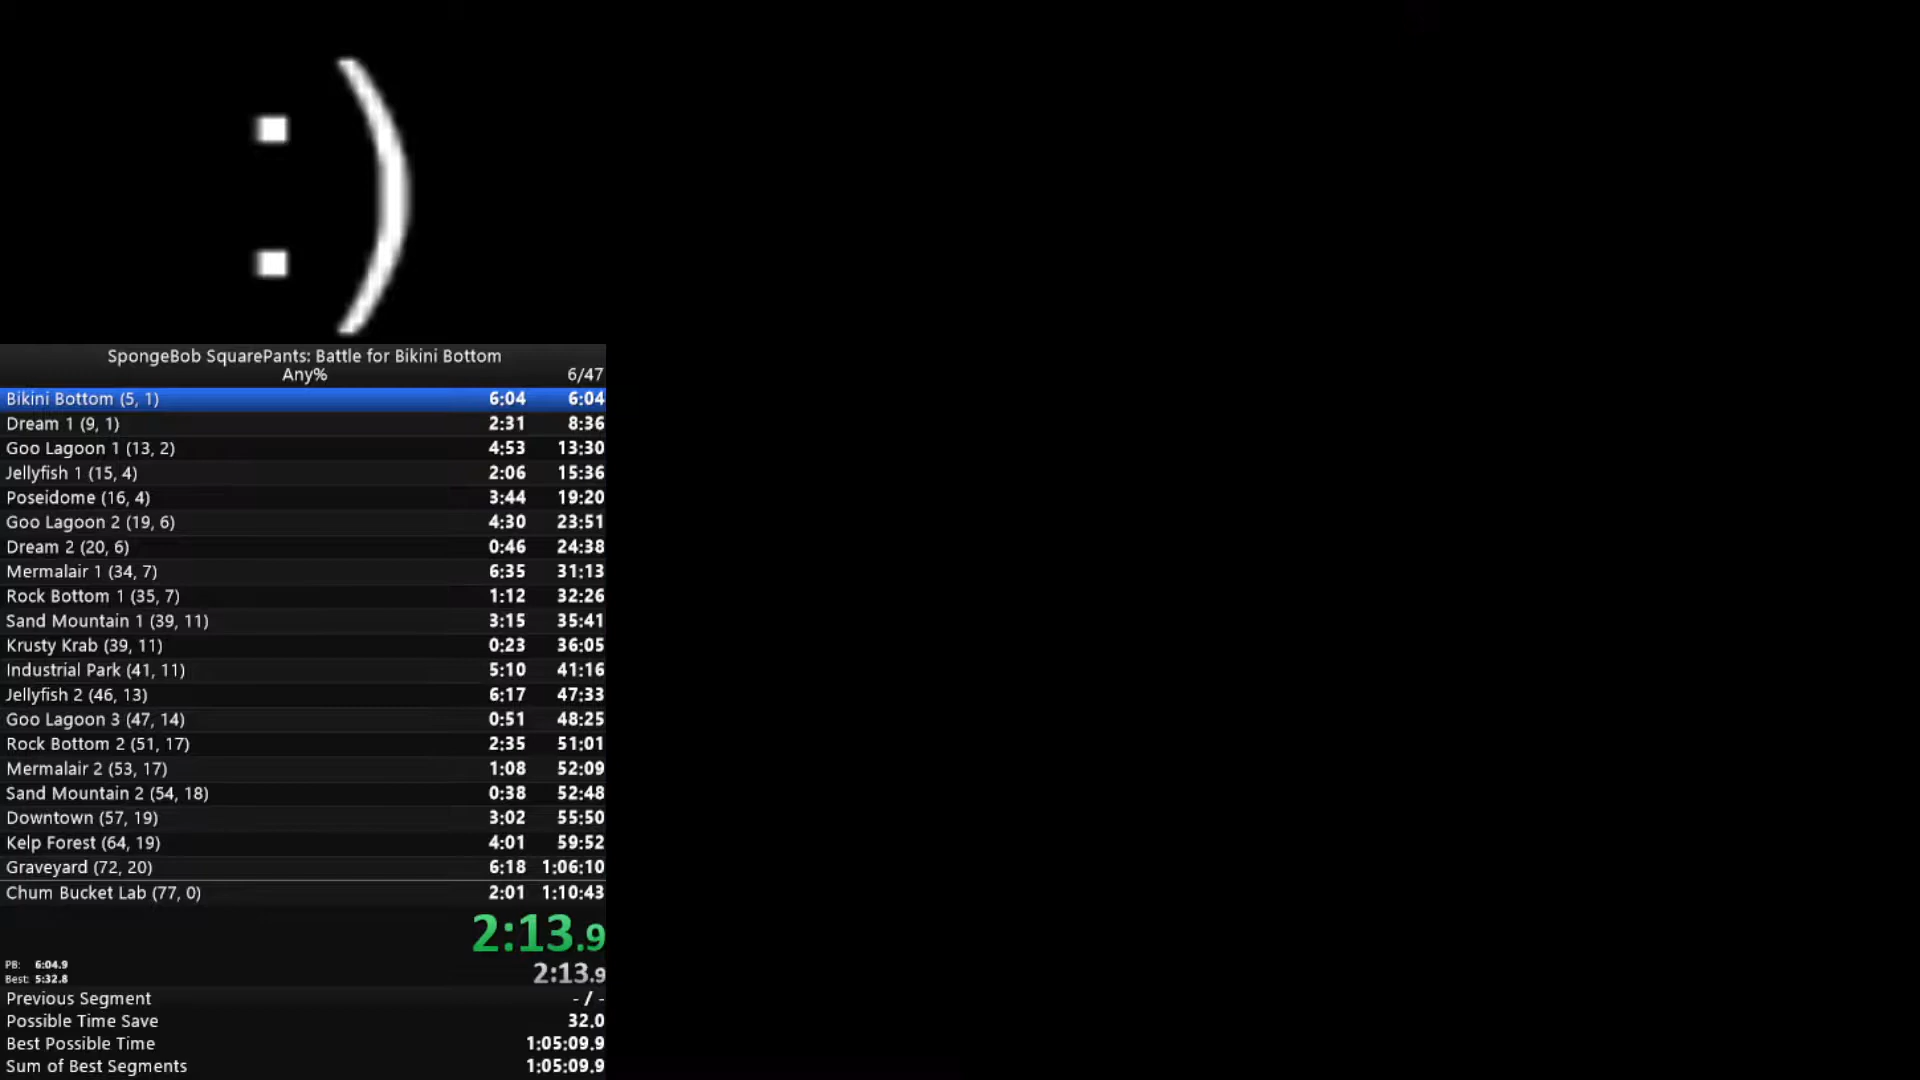 :)
SpongeBob SquarePants: Battle for Bikini Bottom
Any% 6/47
Bikini Bottom (5, 1) 6:04 6:04
Dream 1 (9, 1) 2:31 8:36
Goo Lagoon 1 (13, 2) 4:53 13:30
Jellyfish 1 (15, 4) 2:06 15:36
Poseidome (16, 4) 3:44 19:20
Goo Lagoon 2 (19, 6) 4:30 23:51
Dream 2 (20, 6) 0:46 24:38
Mermalair 1 (34, 7) 6:35 31:13
Rock Bottom 1 (35, 7) 1:12 32:26
Sand Mountain 1 (39, 11) 3:15 35:41
Krusty Krab (39, 11) 0:23 36:05
Industrial Park (41, 11) 5:10 41:16
Jellyfish 2 (46, 13) 6:17 47:33
Goo Lagoon 3 (47, 14) 0:51 48:25
Rock Bottom 2 (51, 17) 2:35 51:01
Mermalair 2 (53, 17) 1:08 52:09
Sand Mountain 2 (54, 18) 0:38 52:48
Downtown (57, 19) 3:02 55:50
Kelp Forest (64, 19) 4:01 59:52
Graveyard (72, 20) 6:18 1:06:10
Chum Bucket Lab (77, 0) 2:01 1:10:43
2:13.9
PB: 6:04.9
Best: 5:32.8 2:13.9
Previous Segment - / -
Possible Time Save 32.0
Best Possible Time 1:05:09.9
Sum of Best Segments 1:05:09.9